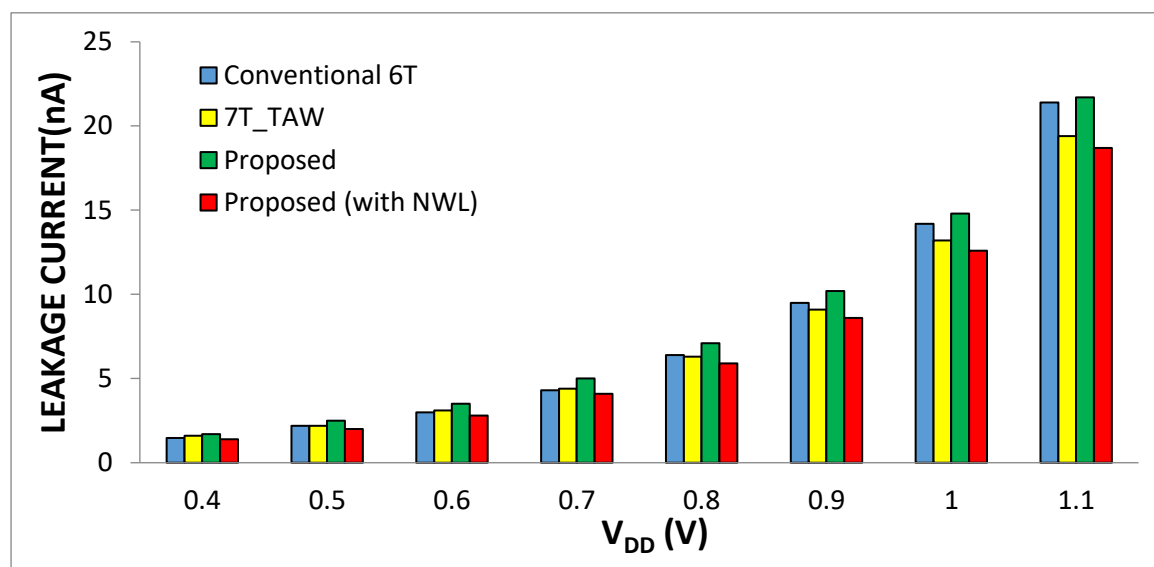 LEAKAGE CURRENT(nA)
25
20
15
10
5
0
Conventional 6T
7T_TAW
Proposed
Proposed (with NWL)
0.4 0.5 0.6 0.7 0.8 0.9 1 1.1
VDD (V)